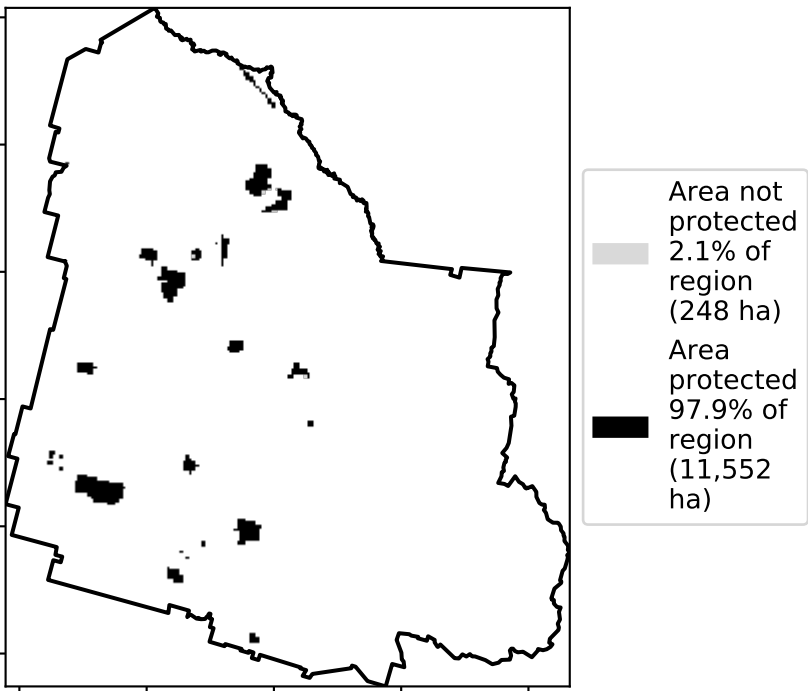 Area not
protected
2.1% of
region
(248 ha)
Area
protected
97.9% of
region
(11,552
ha)